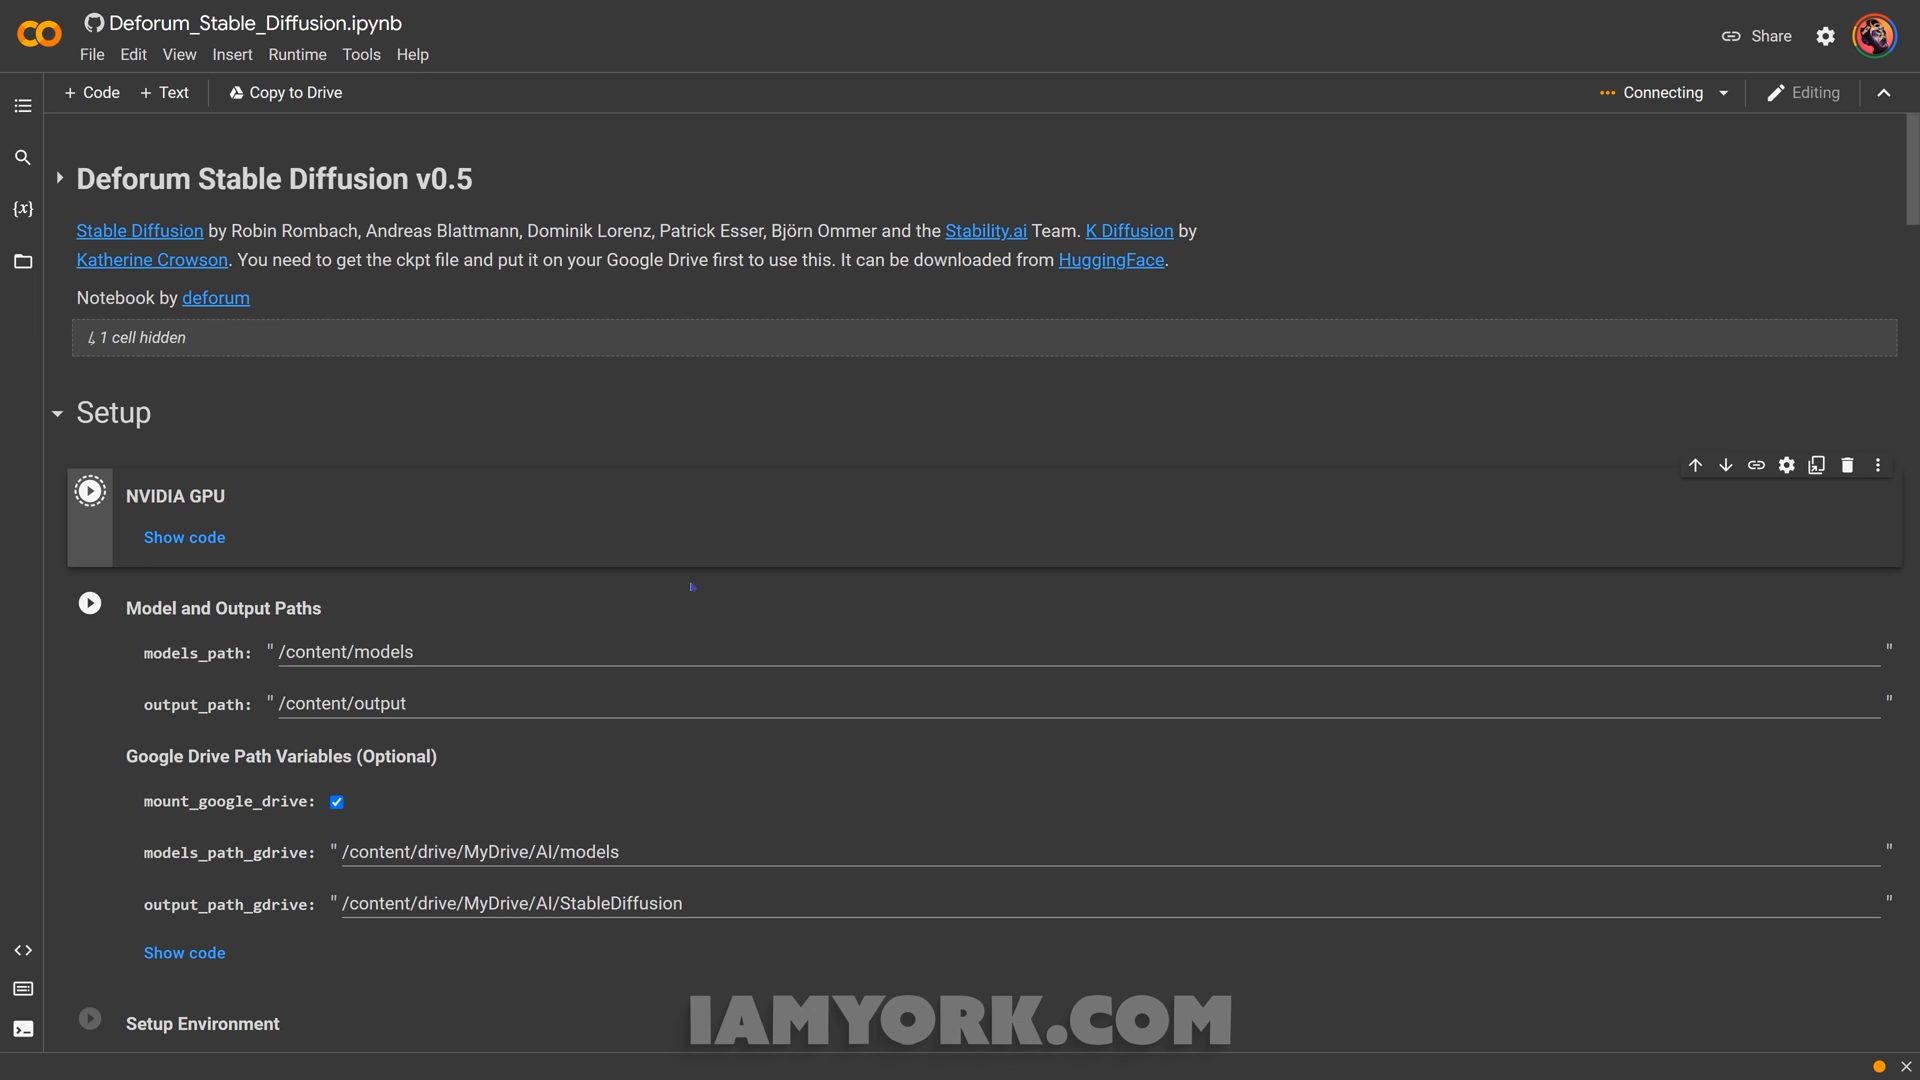 Deforum_Stable_Diffusion.ipynb
File Edit View Insert Runtime Tools Help
Share
+ Code + Text Copy to Drive
Connecting
Editing
Deforum Stable Diffusion v0.5
Stable Diffusion by Robin Rombach, Andreas Blattmann, Dominik Lorenz, Patrick Esser, Björn Ommer and the Stability.ai Team. K Diffusion by
Katherine Crowson. You need to get the ckpt file and put it on your Google Drive first to use this. It can be downloaded from HuggingFace.
Notebook by deforum
1 cell hidden
Setup
NVIDIA GPU
Show code
Model and Output Paths
models_path: "/content/models"
output_path: "/content/output"
Google Drive Path Variables (Optional)
mount_google_drive:
models_path_gdrive: "/content/drive/MyDrive/AI/models"
output_path_gdrive: "/content/drive/MyDrive/AI/StableDiffusion"
Show code
Setup Environment
IAMYORK.COM